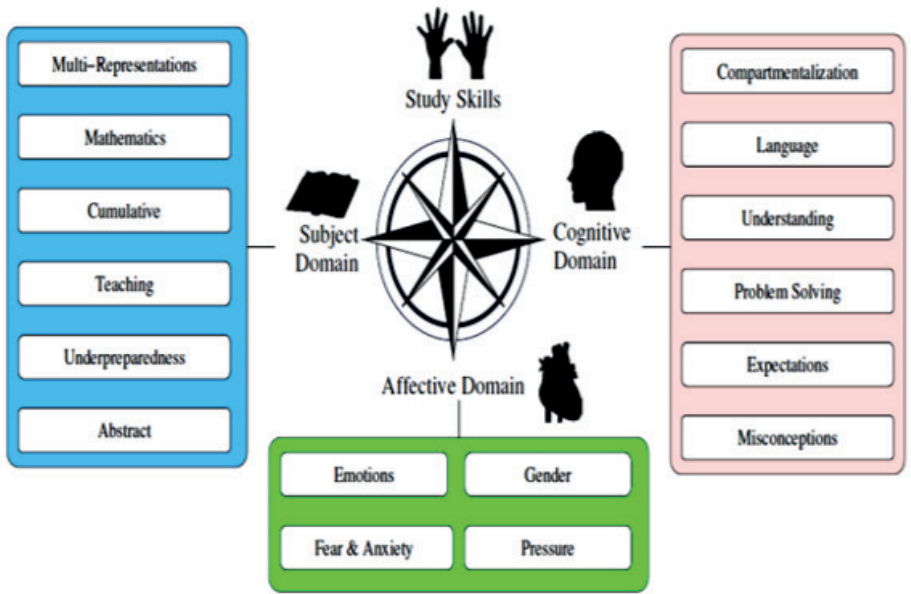 Study Skills
Multi-Representations
Mathematics
Cumulative
Teaching
Underpreparedness
Abstract
Subject
Domain
Cognitive
Domain
Compartmentalization
Language
Understanding
Problem Solving
Expectations
Misconceptions
Affective Domain
Emotions
Gender
Fear & Anxiety
Pressure